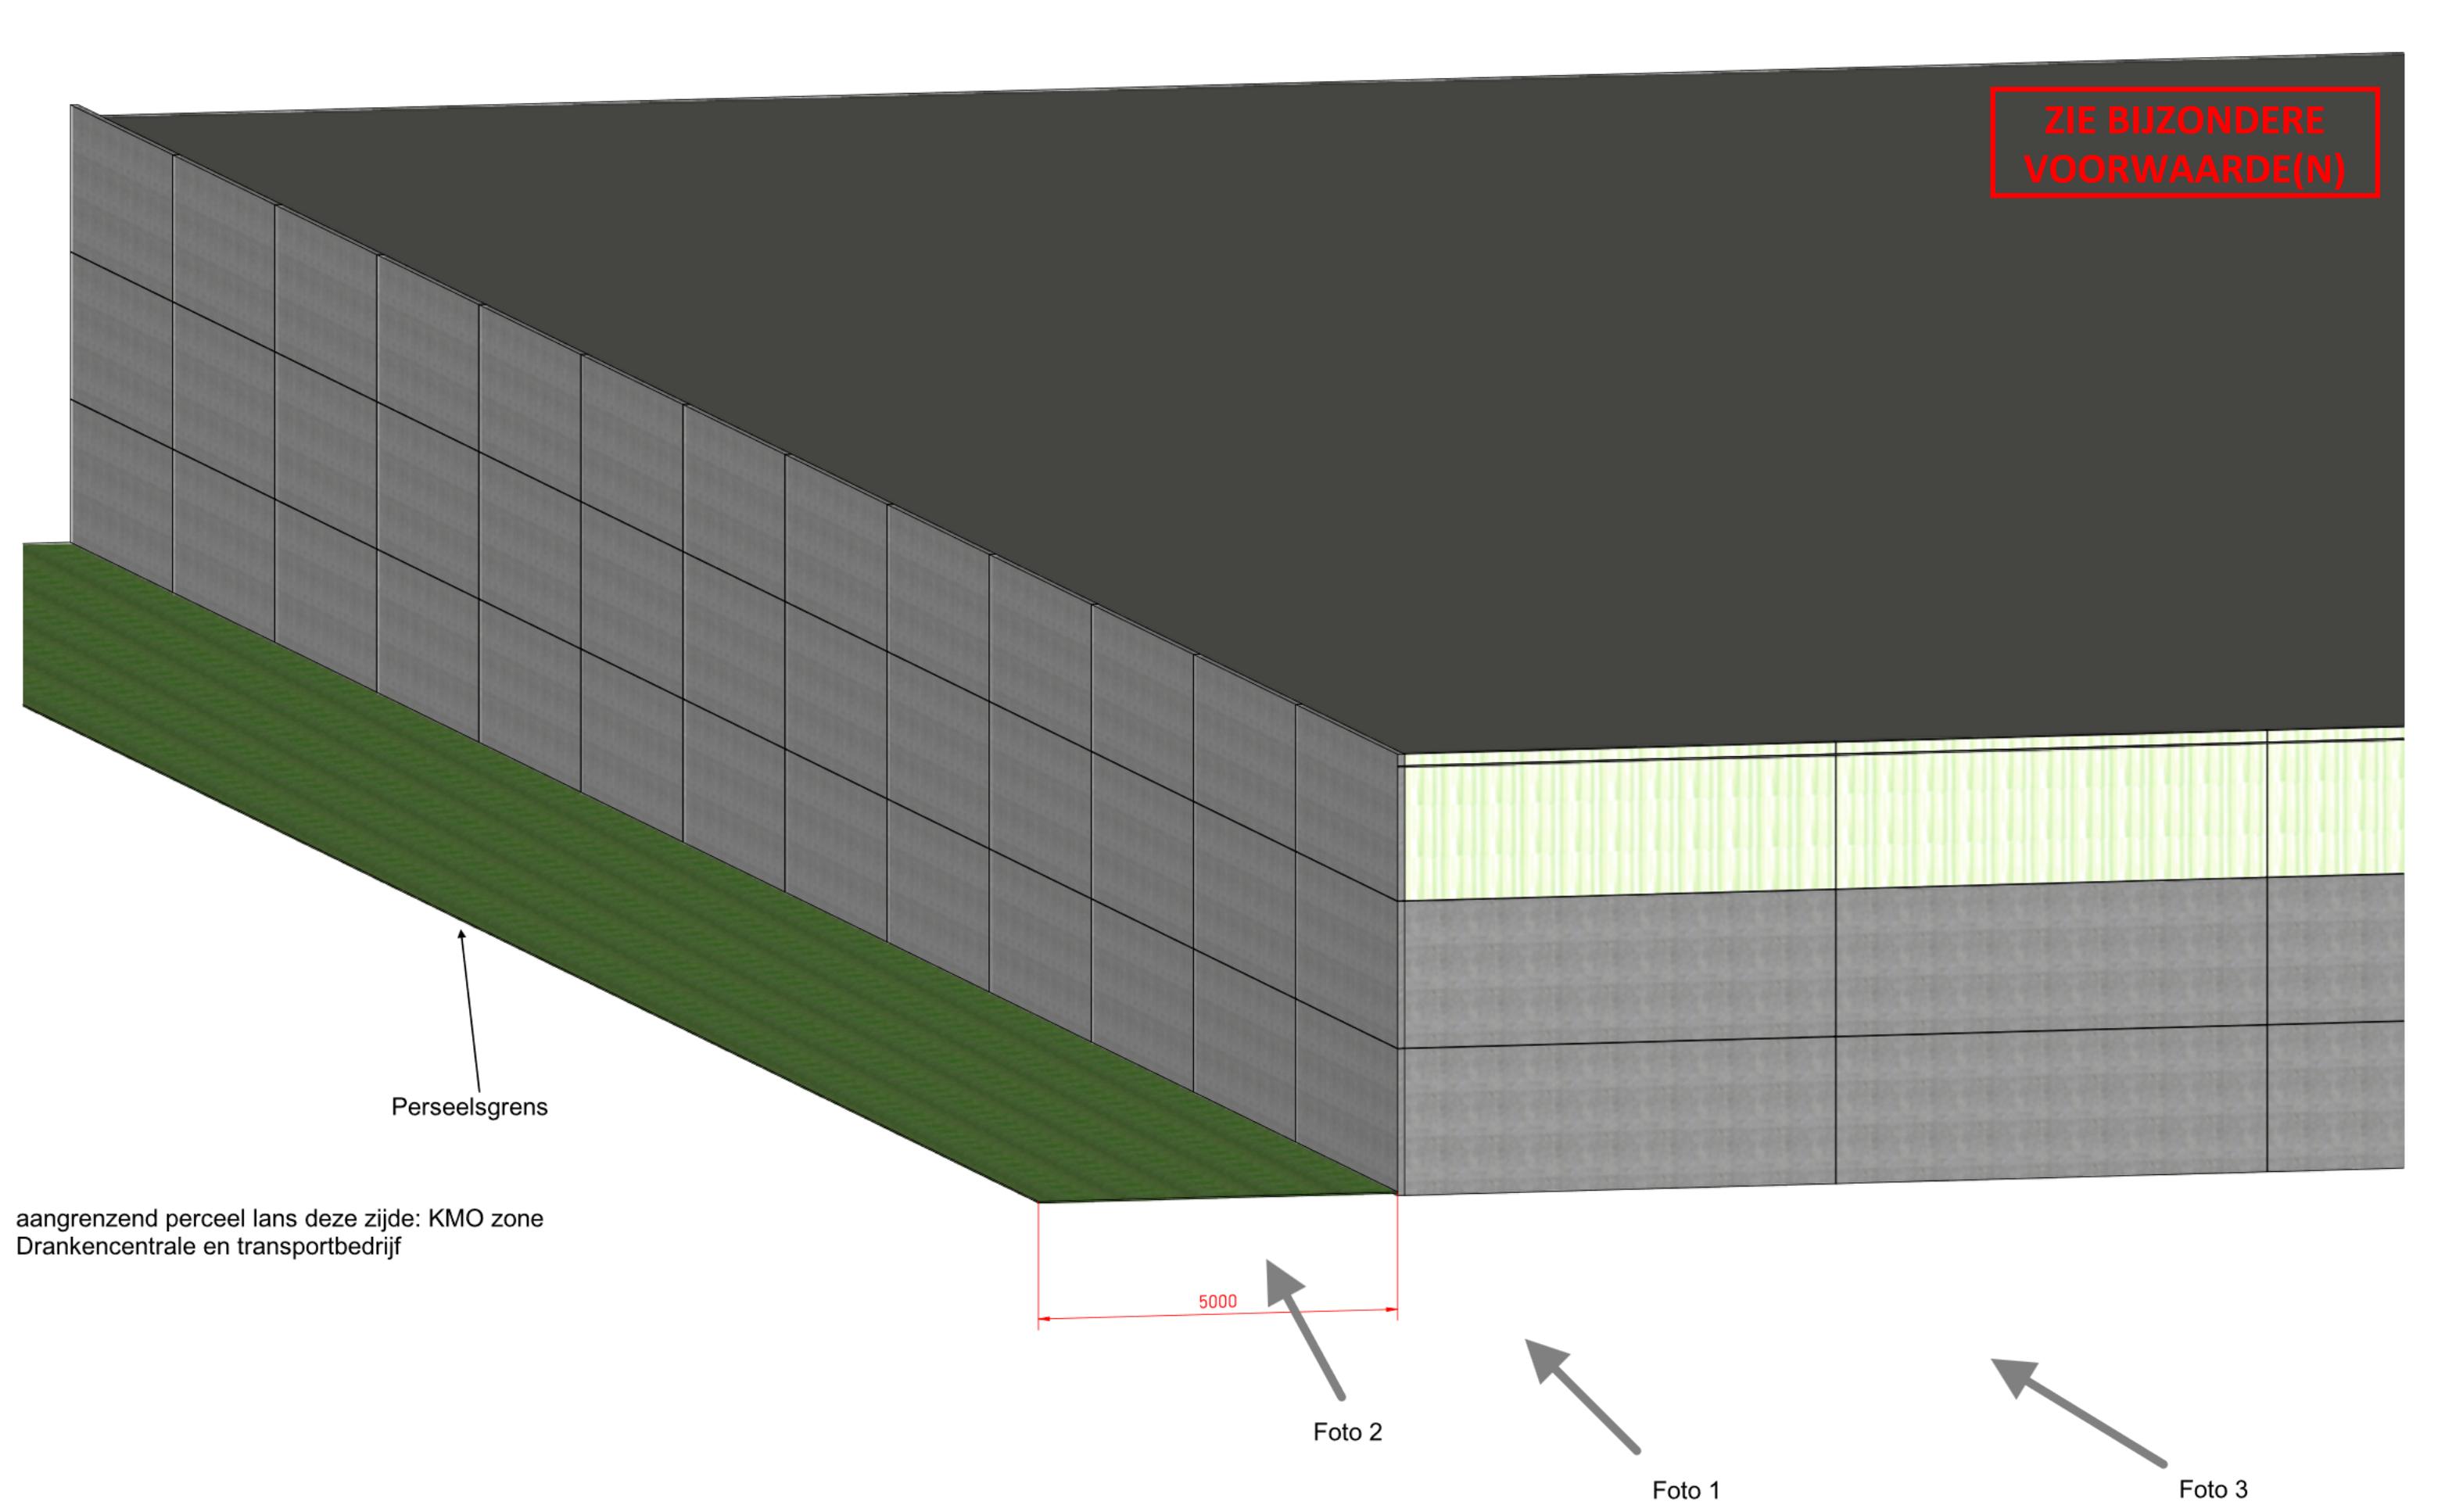 ZIE BIJZONDERE
VOORWAARDE(N)
Perseelsgrens
aangrenzend perceel lans deze zijde: KMO zone
Drankencentrale en transportbedrijf
5000
Foto 2
Foto 1
Foto 3